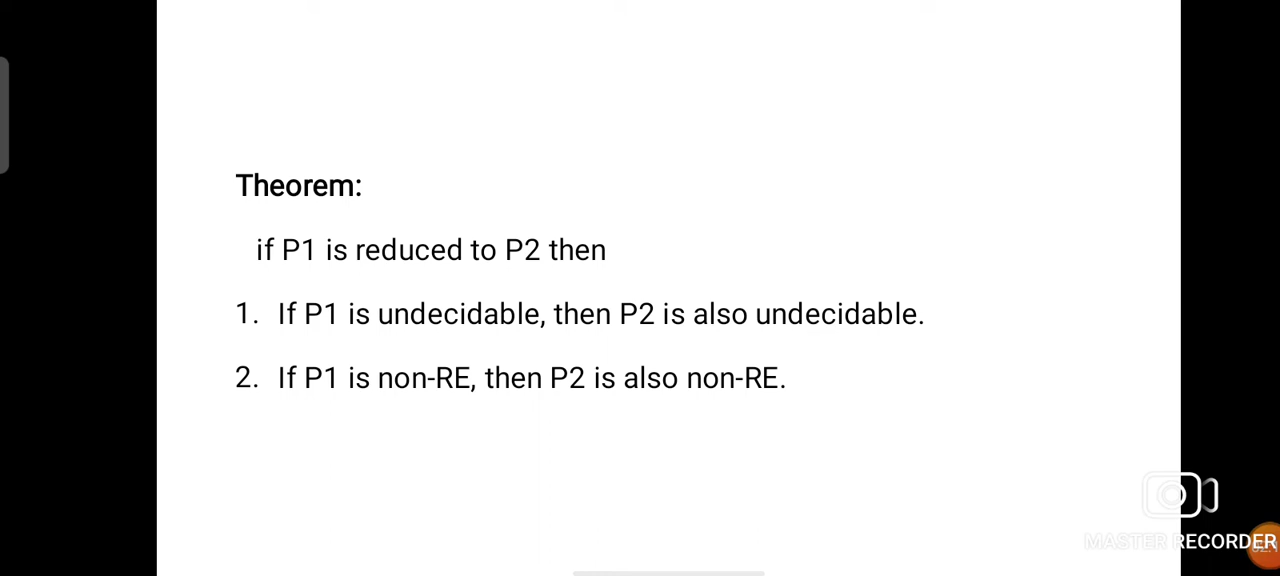 Theorem:
if P1 is reduced to P2 then
1. If P1 is undecidable, then P2 is also undecidable.
2. If P1 is non-RE, then P2 is also non-RE.
MASTER RECORDER